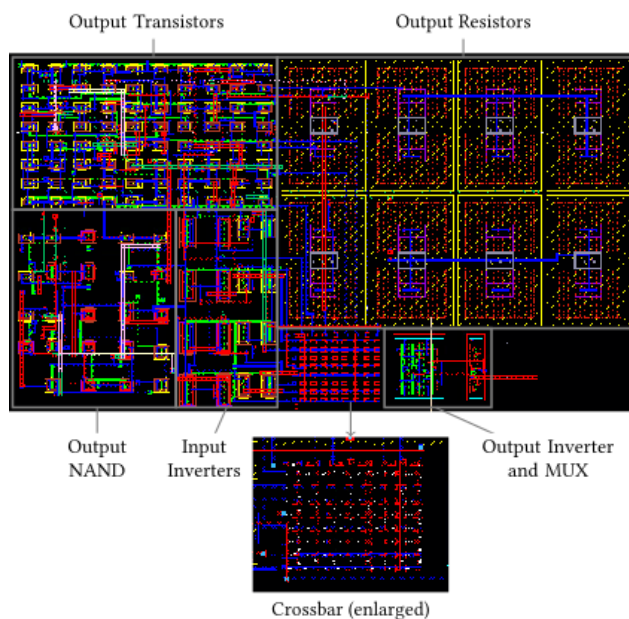 Output Transistors
Output Resistors
Output
NAND
Input
Inverters
Output Inverter
and MUX
Crossbar (enlarged)